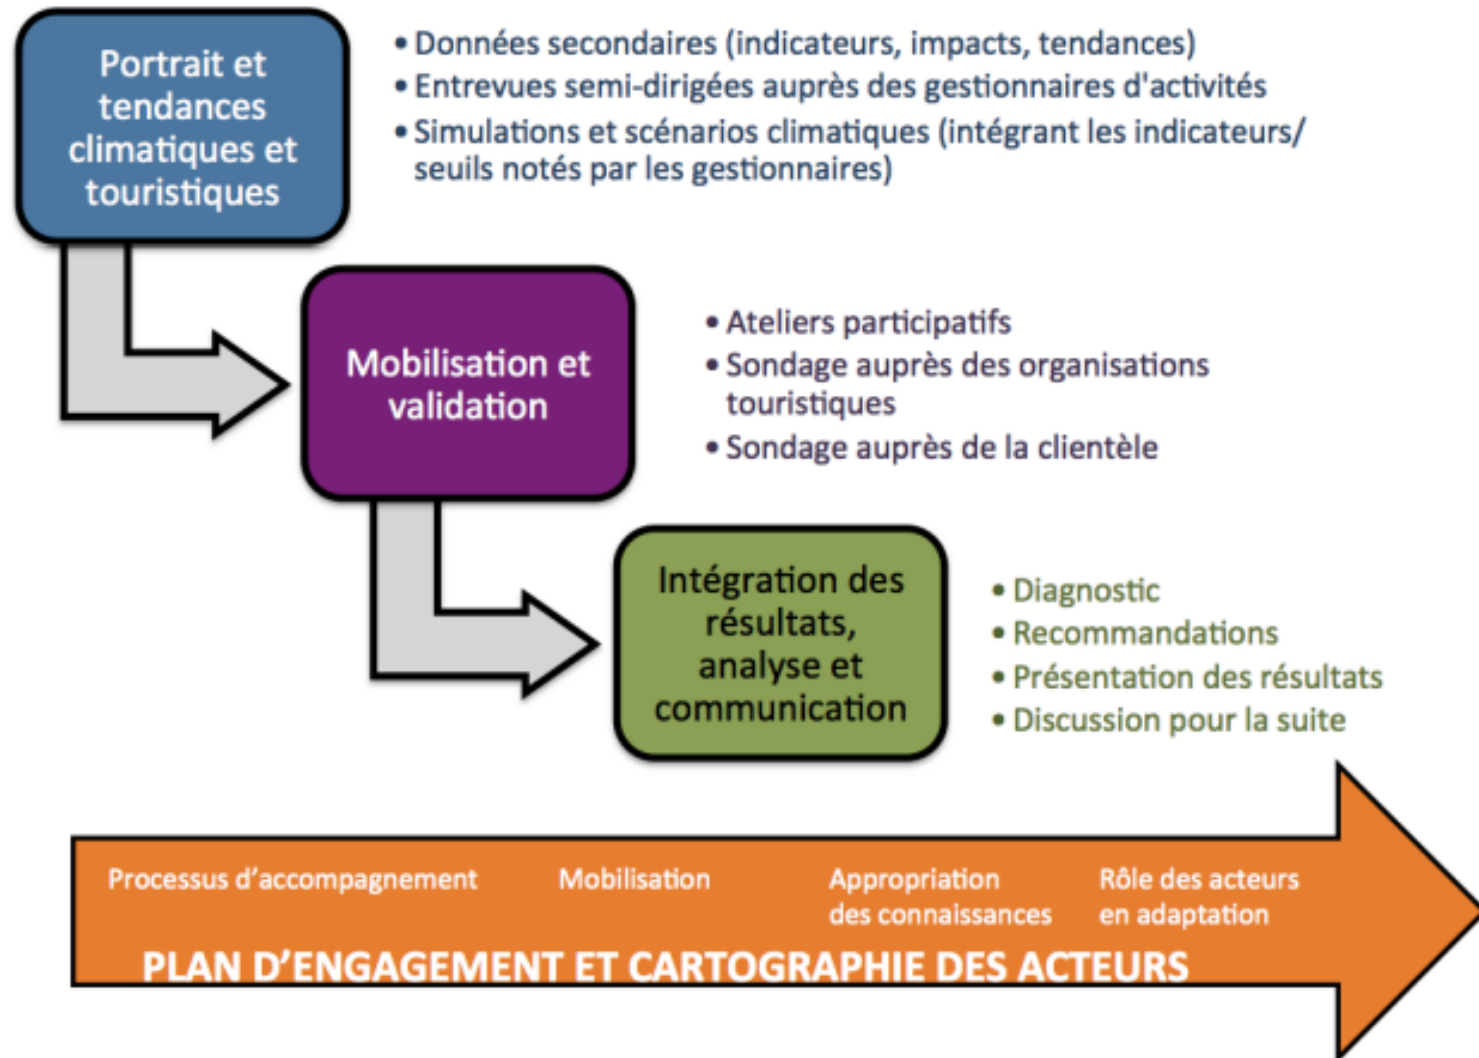 Portrait et
tendances
climatiques et
touristiques
• Données secondaires (indicateurs, impacts, tendances)
• Entrevues semi-dirigées auprès des gestionnaires d'activités
• Simulations et scénarios climatiques (intégrant les indicateurs/
seuils notés par les gestionnaires)
Mobilisation et
validation
• Ateliers participatifs
• Sondage auprès des organisations
touristiques
• Sondage auprès de la clientèle
Intégration des
résultats,
analyse et
communication
• Diagnostic
• Recommandations
• Présentation des résultats
• Discussion pour la suite
Processus d’accompagnement
Mobilisation
Appropriation
des connaissances
Rôle des acteurs
en adaptation
PLAN D’ENGAGEMENT ET CARTOGRAPHIE DES ACTEURS